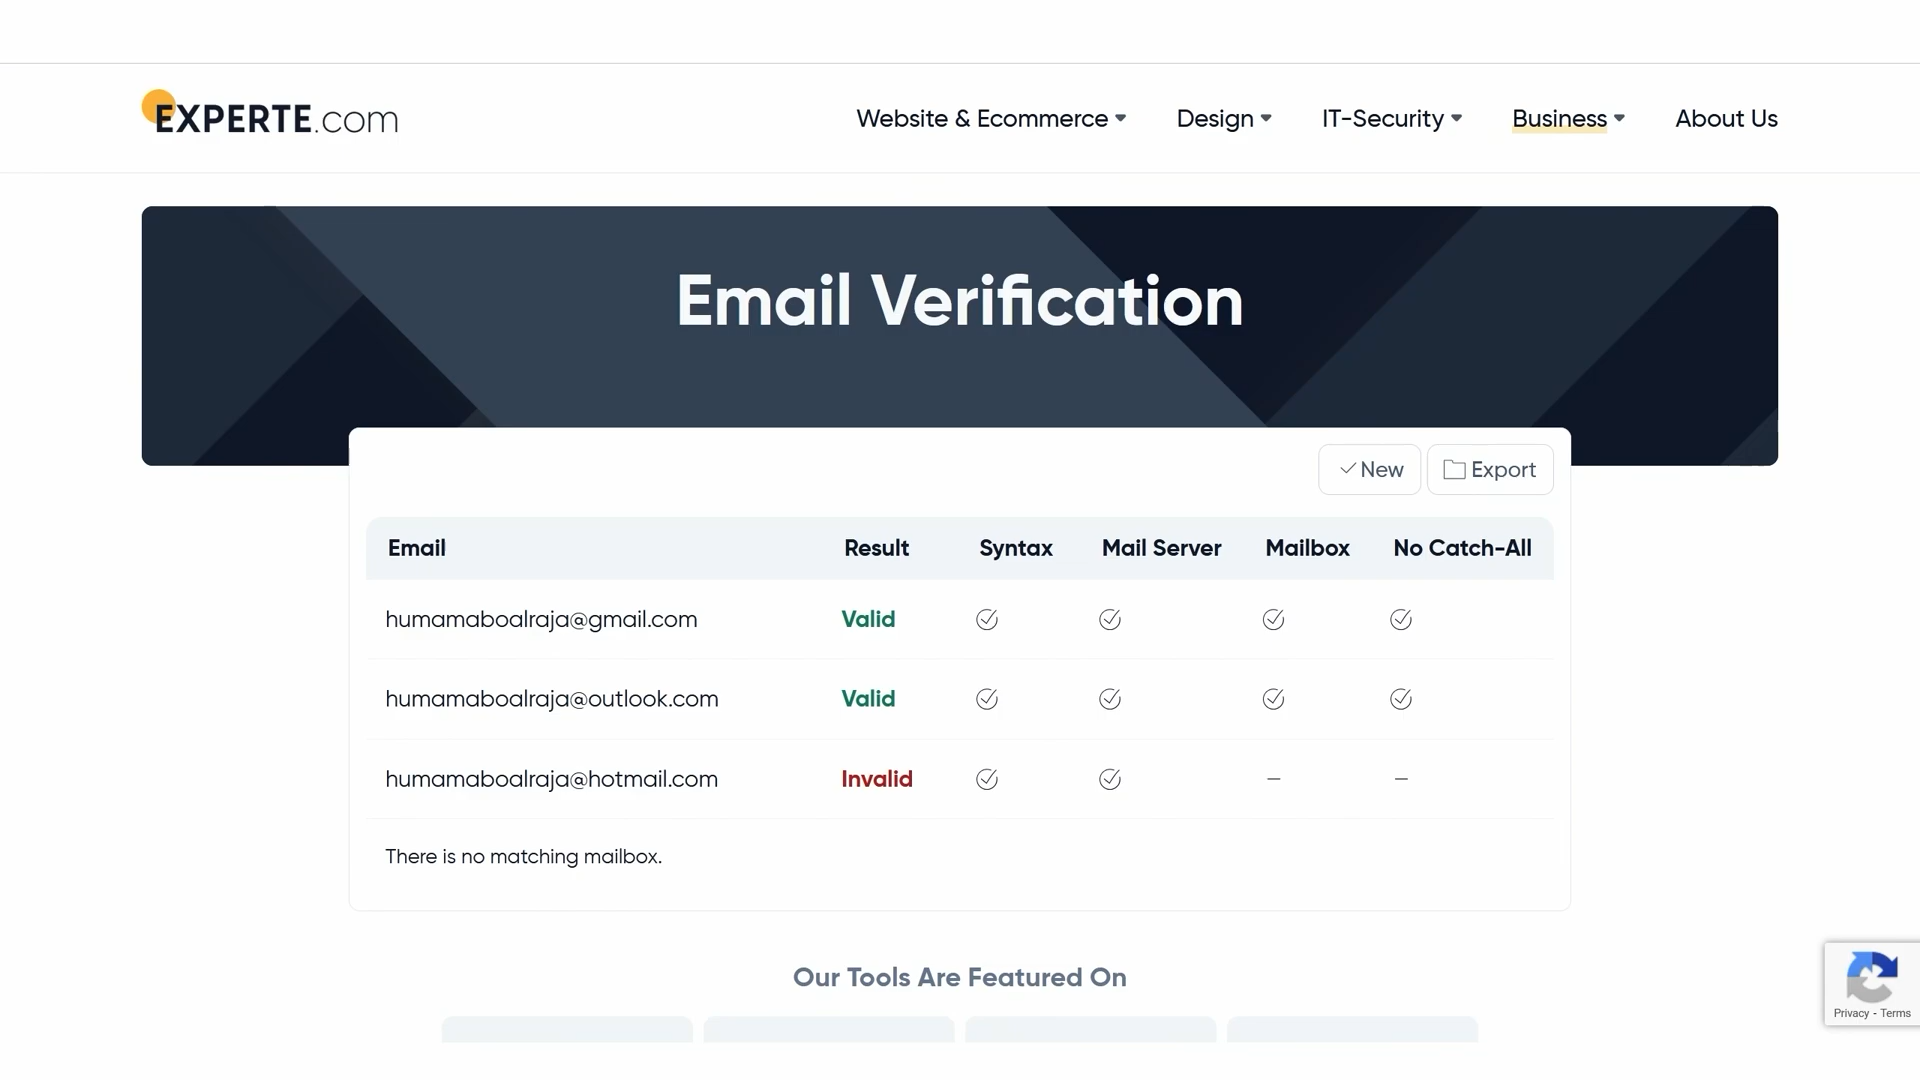 EXPERTE.com
Website & Ecommerce Design IT-Security Business About Us
Email Verification
New Export
Email Result Syntax Mail Server Mailbox No Catch-All
humamaboalraja@gmail.com Valid
humamaboalraja@outlook.com Valid
humamaboalraja@hotmail.com Invalid – –
There is no matching mailbox.
Our Tools Are Featured On
Privacy - Terms